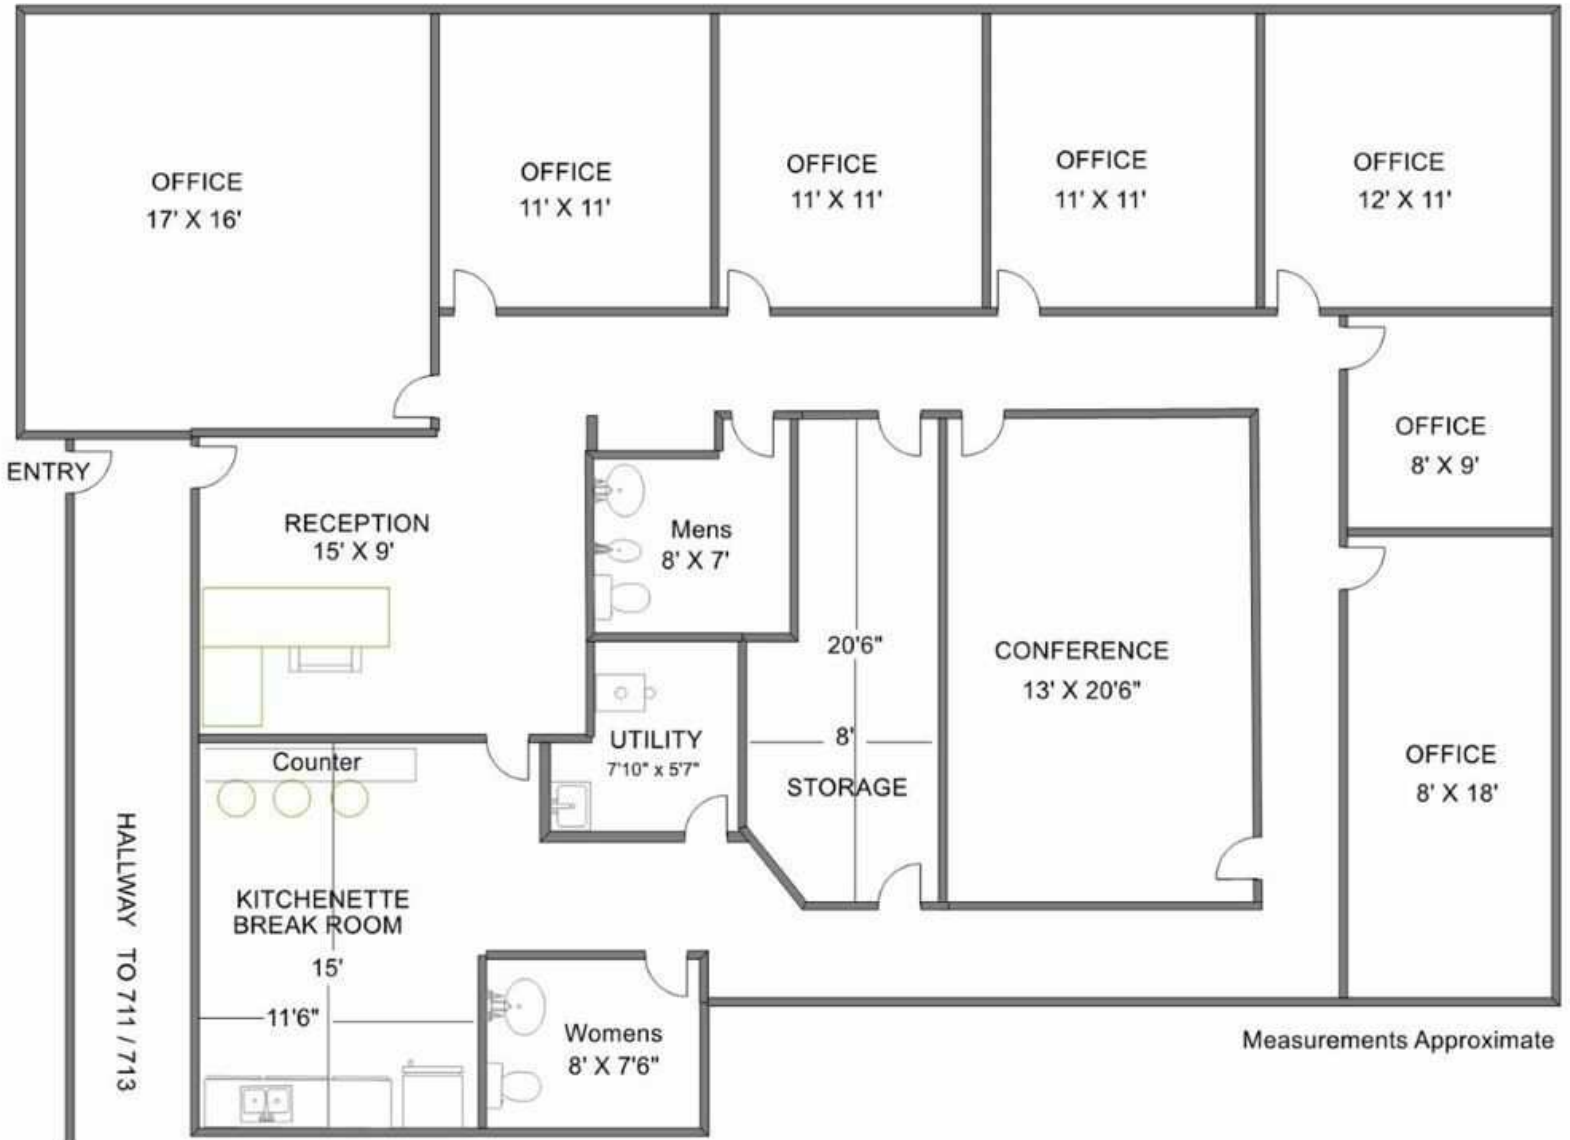 OFFICE
17' X 16'
OFFICE
11' X 11'
OFFICE
11' X 11'
OFFICE
11' X 11'
OFFICE
12' X 11'
OFFICE
8' X 9'
ENTRY
RECEPTION
15' X 9'
Mens
8' X 7'
20'6"
8'
STORAGE
CONFERENCE
13' X 20'6"
UTILITY
7'10" x 5'7"
OFFICE
8' X 18'
Counter
KITCHENETTE
BREAK ROOM
15'
11'6"
HALLWAY TO 711 / 713
Womens
8' X 7'6"
Measurements Approximate